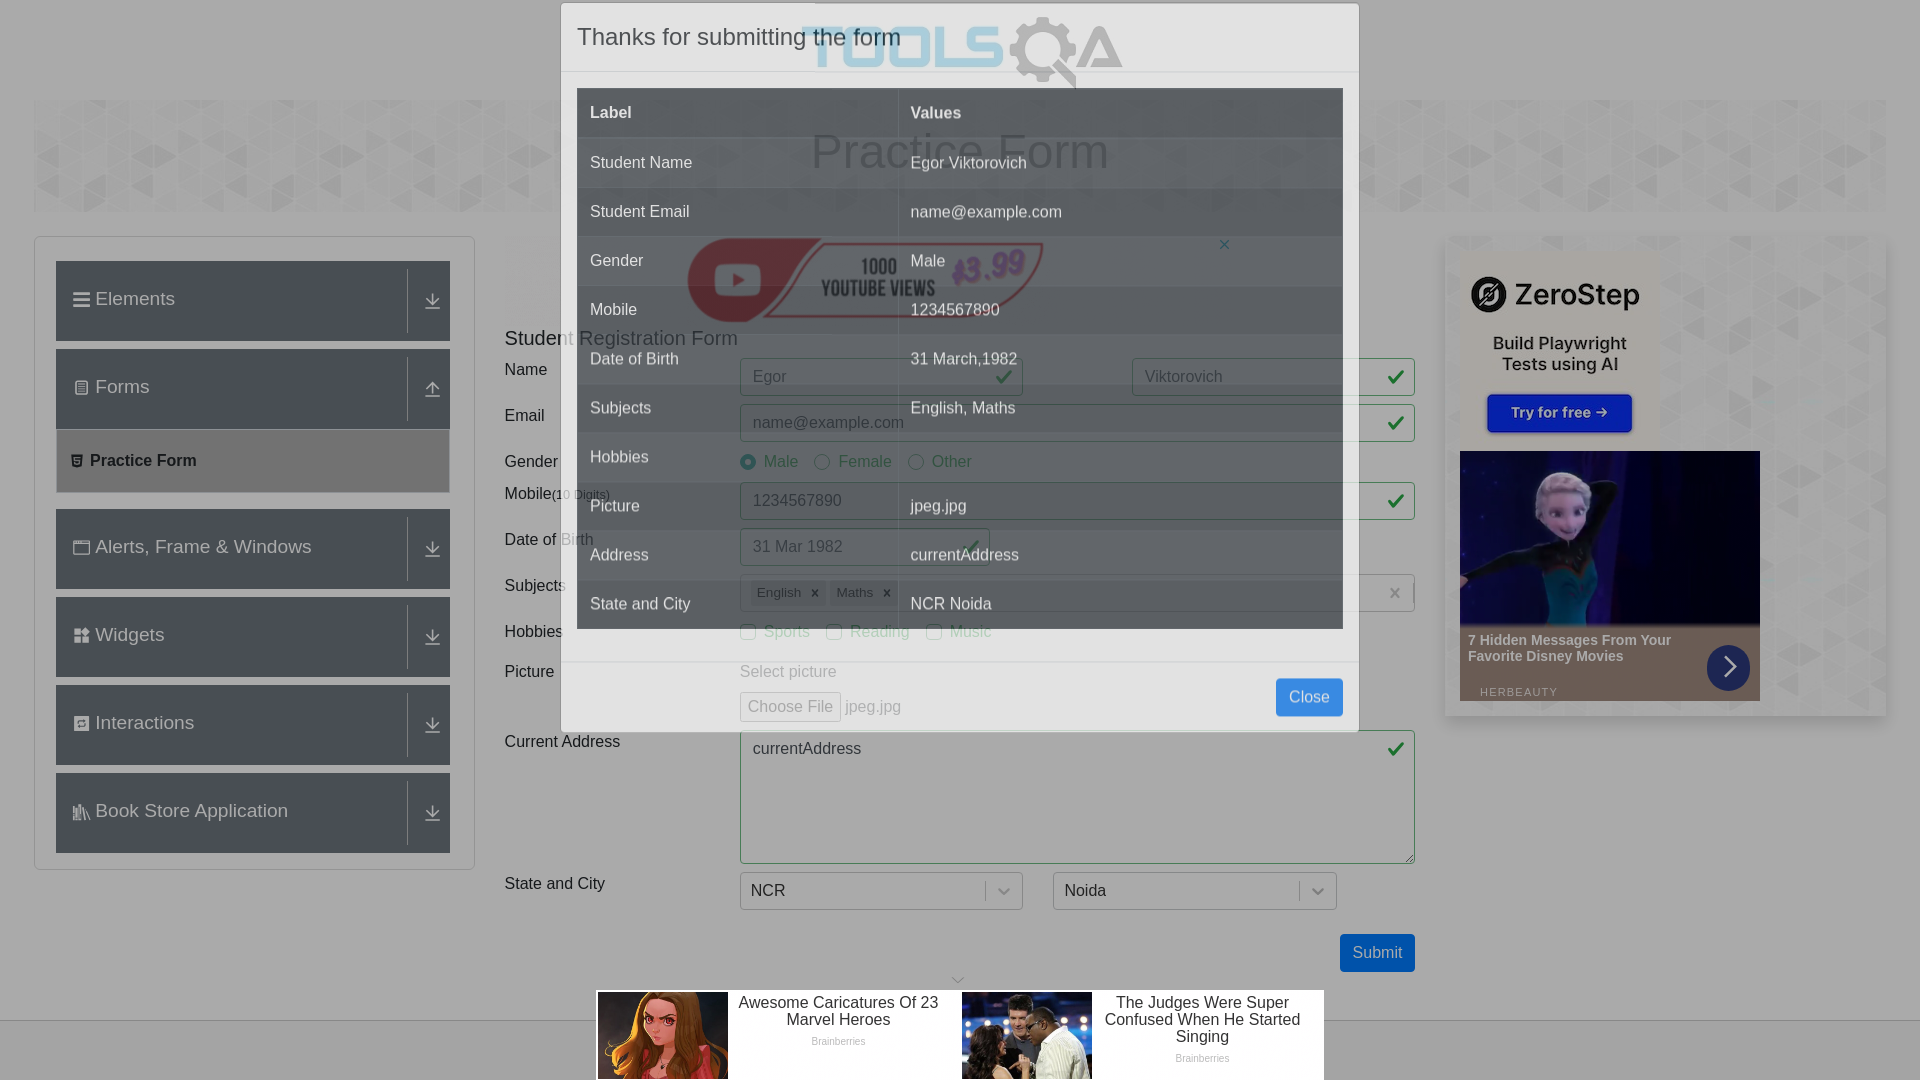 TOOLSQA
Thanks for submitting the form
Practice Form
Label Values
Student Name Egor Viktorovich
Student Email name@example.com
Gender Male
Mobile 1234567890
Date of Birth 31 March,1982
Subjects English, Maths
Hobbies
Picture jpeg.jpg
Address currentAddress
State and City NCR Noida
Close
Elements
Forms
Practice Form
Alerts, Frame & Windows
Widgets
Interactions
Book Store Application
1000
YOUTUBE VIEWS
$3.99
Student Registration Form
Name Egor Viktorovich
Email name@example.com
Gender Male Female Other
Mobile(10 Digits) 1234567890
Date of Birth 31 Mar 1982
Subjects English Maths
Hobbies Sports Reading Music
Picture Select picture
Choose File jpeg.jpg
Current Address currentAddress
State and City NCR Noida
Submit
ZeroStep
Build Playwright
Tests using AI
Try for free →
7 Hidden Messages From Your
Favorite Disney Movies
HERBEAUTY
Awesome Caricatures Of 23
Marvel Heroes
Brainberries
The Judges Were Super
Confused When He Started
Singing
Brainberries